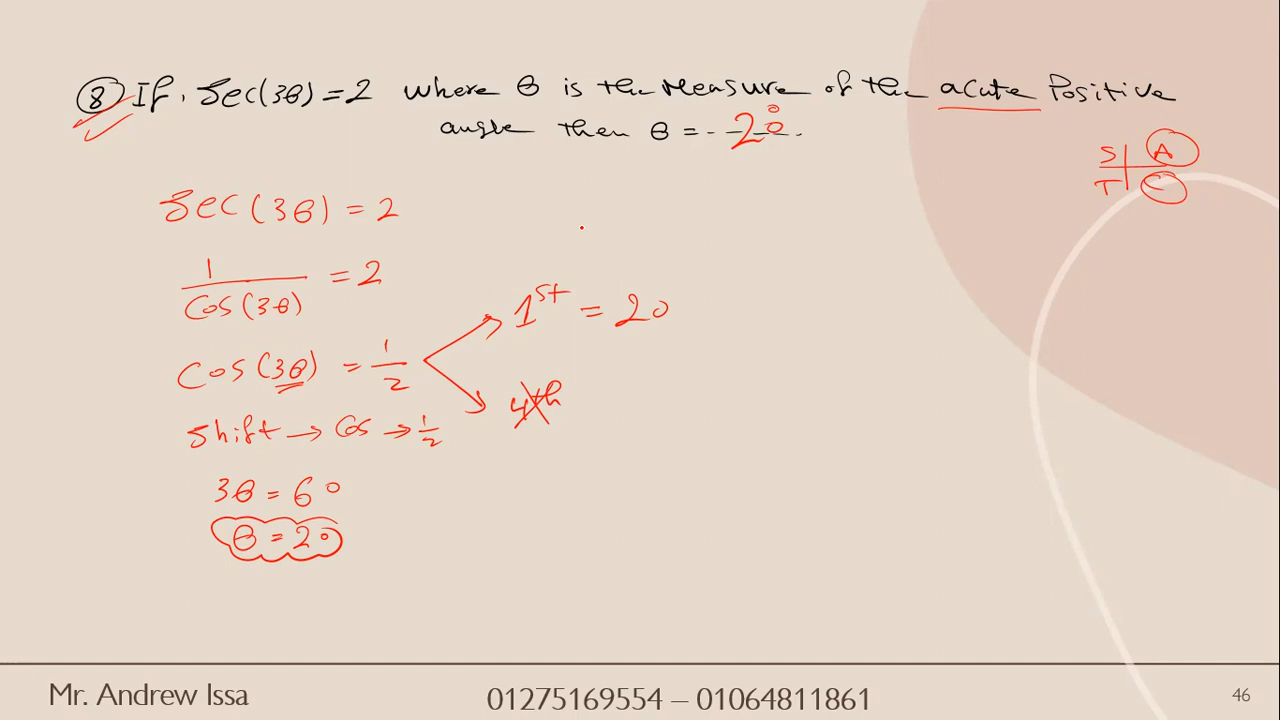 8 If, Sec(3θ) = 2 where θ is the Measure of the acute Positive
angle then θ = - 20° - .
S A
T C
Sec(3θ) = 2
1/Cos(3θ) = 2
Cos(3θ) = 1/2
1st = 20
4th
Shift → Cos → 1/2
3θ = 60
θ = 20
Mr. Andrew Issa
01275169554 – 01064811861
46